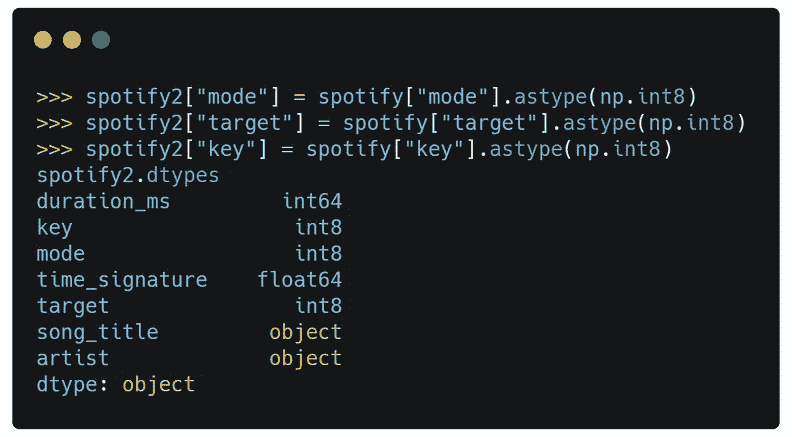 >>> spotify2["mode"] = spotify["mode"].astype(np.int8)
>>> spotify2["target"] = spotify["target"].astype(np.int8)
>>> spotify2["key"] = spotify["key"].astype(np.int8)
spotify2.dtypes
duration_ms         int64
key                  int8
mode                 int8
time_signature    float64
target               int8
song_title         object
artist             object
dtype: object